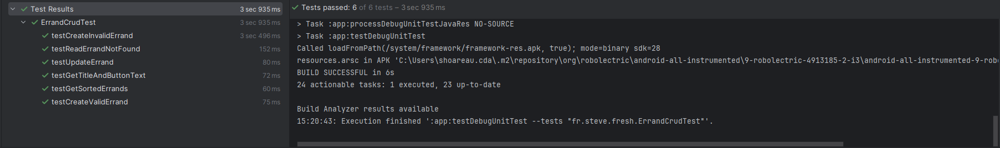 Test Results 3 sec 935 ms
ErrandCrudTest 3 sec 935 ms
testCreateInvalidErrand 3 sec 496 ms
testReadErrandNotFound 152 ms
testUpdateErrand 80 ms
testGetTitleAndButtonText 72 ms
testGetSortedErrands 60 ms
testCreateValidErrand 75 ms
Tests passed: 6 of 6 tests – 3 sec 935 ms
> Task :app:processDebugUnitTestJavaRes NO-SOURCE
> Task :app:testDebugUnitTest
Called loadFromPath(/system/framework/framework-res.apk, true); mode=binary sdk=28
resources.arsc in APK 'C:\Users\shoareau.cda\.m2\repository\org\robolectric\android-all-instrumented\9-robolectric-4913185-2-i3\android-all-instrumented-9-rob
BUILD SUCCESSFUL in 6s
24 actionable tasks: 1 executed, 23 up-to-date
Build Analyzer results available
15:20:43: Execution finished ':app:testDebugUnitTest --tests "fr.steve.fresh.ErrandCrudTest"'.